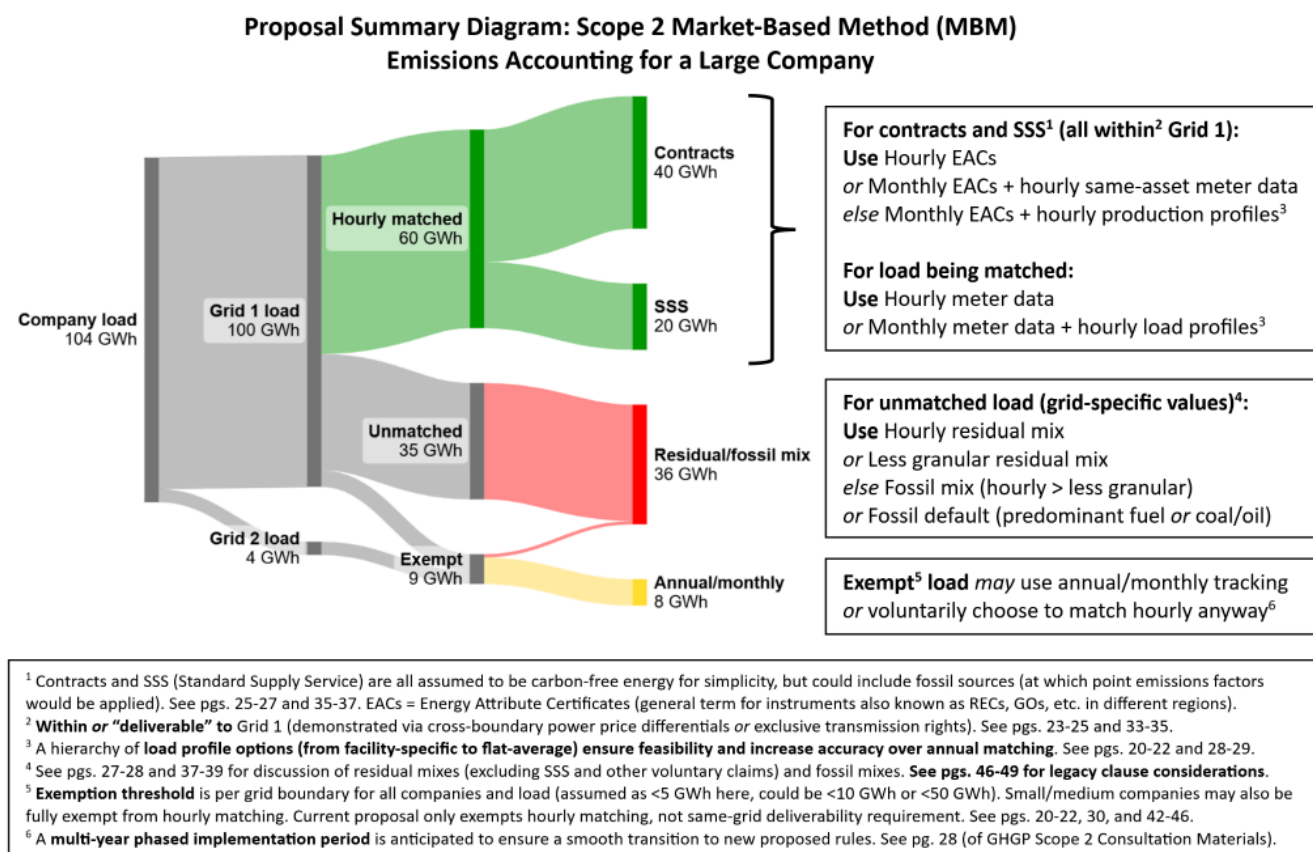 Proposal Summary Diagram: Scope 2 Market-Based Method (MBM)
Emissions Accounting for a Large Company
Company load
104 GWh
Grid 1 load
100 GWh
Grid 2 load
4 GWh
Hourly matched
60 GWh
Unmatched
35 GWh
Exempt
9 GWh
Contracts
40 GWh
SSS
20 GWh
Residual/fossil mix
36 GWh
Annual/monthly
8 GWh
For contracts and SSS¹ (all within² Grid 1):
Use Hourly EACs
or Monthly EACs + hourly same-asset meter data
else Monthly EACs + hourly production profiles³
For load being matched:
Use Hourly meter data
or Monthly meter data + hourly load profiles³
For unmatched load (grid-specific values)⁴:
Use Hourly residual mix
or Less granular residual mix
else Fossil mix (hourly > less granular)
or Fossil default (predominant fuel or coal/oil)
Exempt⁵ load may use annual/monthly tracking
or voluntarily choose to match hourly anyway⁶
¹ Contracts and SSS (Standard Supply Service) are all assumed to be carbon-free energy for simplicity, but could include fossil sources (at which point emissions factors
would be applied). See pgs. 25-27 and 35-37. EACs = Energy Attribute Certificates (general term for instruments also known as RECs, GOs, etc. in different regions).
² Within or “deliverable” to Grid 1 (demonstrated via cross-boundary power price differentials or exclusive transmission rights). See pgs. 23-25 and 33-35.
³ A hierarchy of load profile options (from facility-specific to flat-average) ensure feasibility and increase accuracy over annual matching. See pgs. 20-22 and 28-29.
⁴ See pgs. 27-28 and 37-39 for discussion of residual mixes (excluding SSS and other voluntary claims) and fossil mixes. See pgs. 46-49 for legacy clause considerations.
⁵ Exemption threshold is per grid boundary for all companies and load (assumed as <5 GWh here, could be <10 GWh or <50 GWh). Small/medium companies may also be
fully exempt from hourly matching. Current proposal only exempts hourly matching, not same-grid deliverability requirement. See pgs. 20-22, 30, and 42-46.
⁶ A multi-year phased implementation period is anticipated to ensure a smooth transition to new proposed rules. See pg. 28 (of GHGP Scope 2 Consultation Materials).